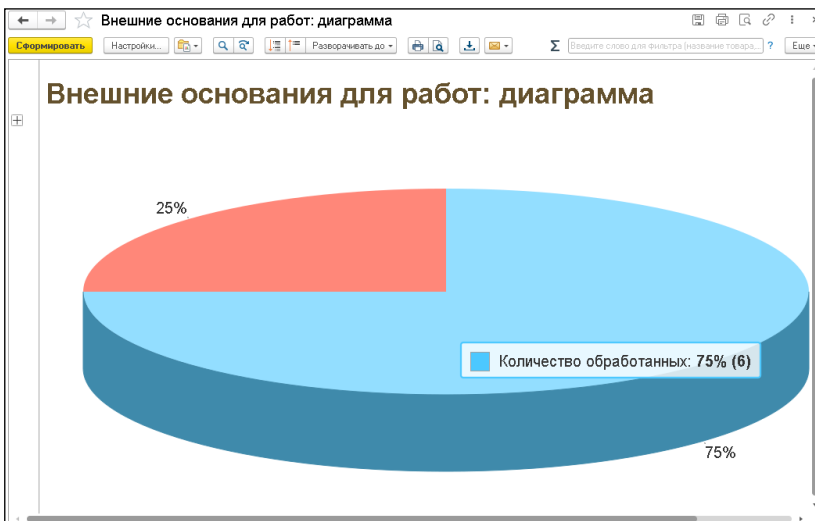 Внешние основания для работ: диаграмма
Сформировать Настройки... Разворачивать до Σ Введите слово для фильтра (название товара... ? Еще
Внешние основания для работ: диаграмма
25%
Количество обработанных: 75% (6)
75%